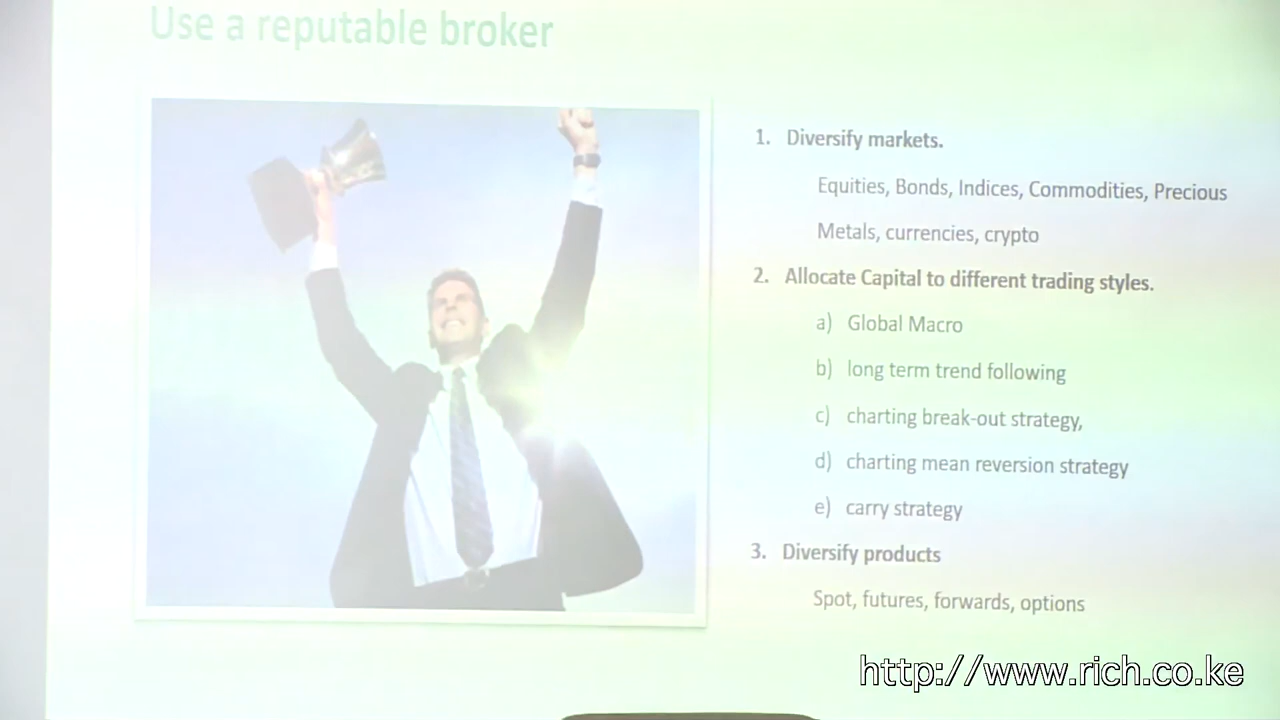 Use a reputable broker
1. Diversify markets.
Equities, Bonds, Indices, Commodities, Precious
Metals, currencies, crypto
2. Allocate Capital to different trading styles.
a) Global Macro
b) long term trend following
c) charting break-out strategy,
d) charting mean reversion strategy
e) carry strategy
3. Diversify products
Spot, futures, forwards, options
http://www.rich.co.ke